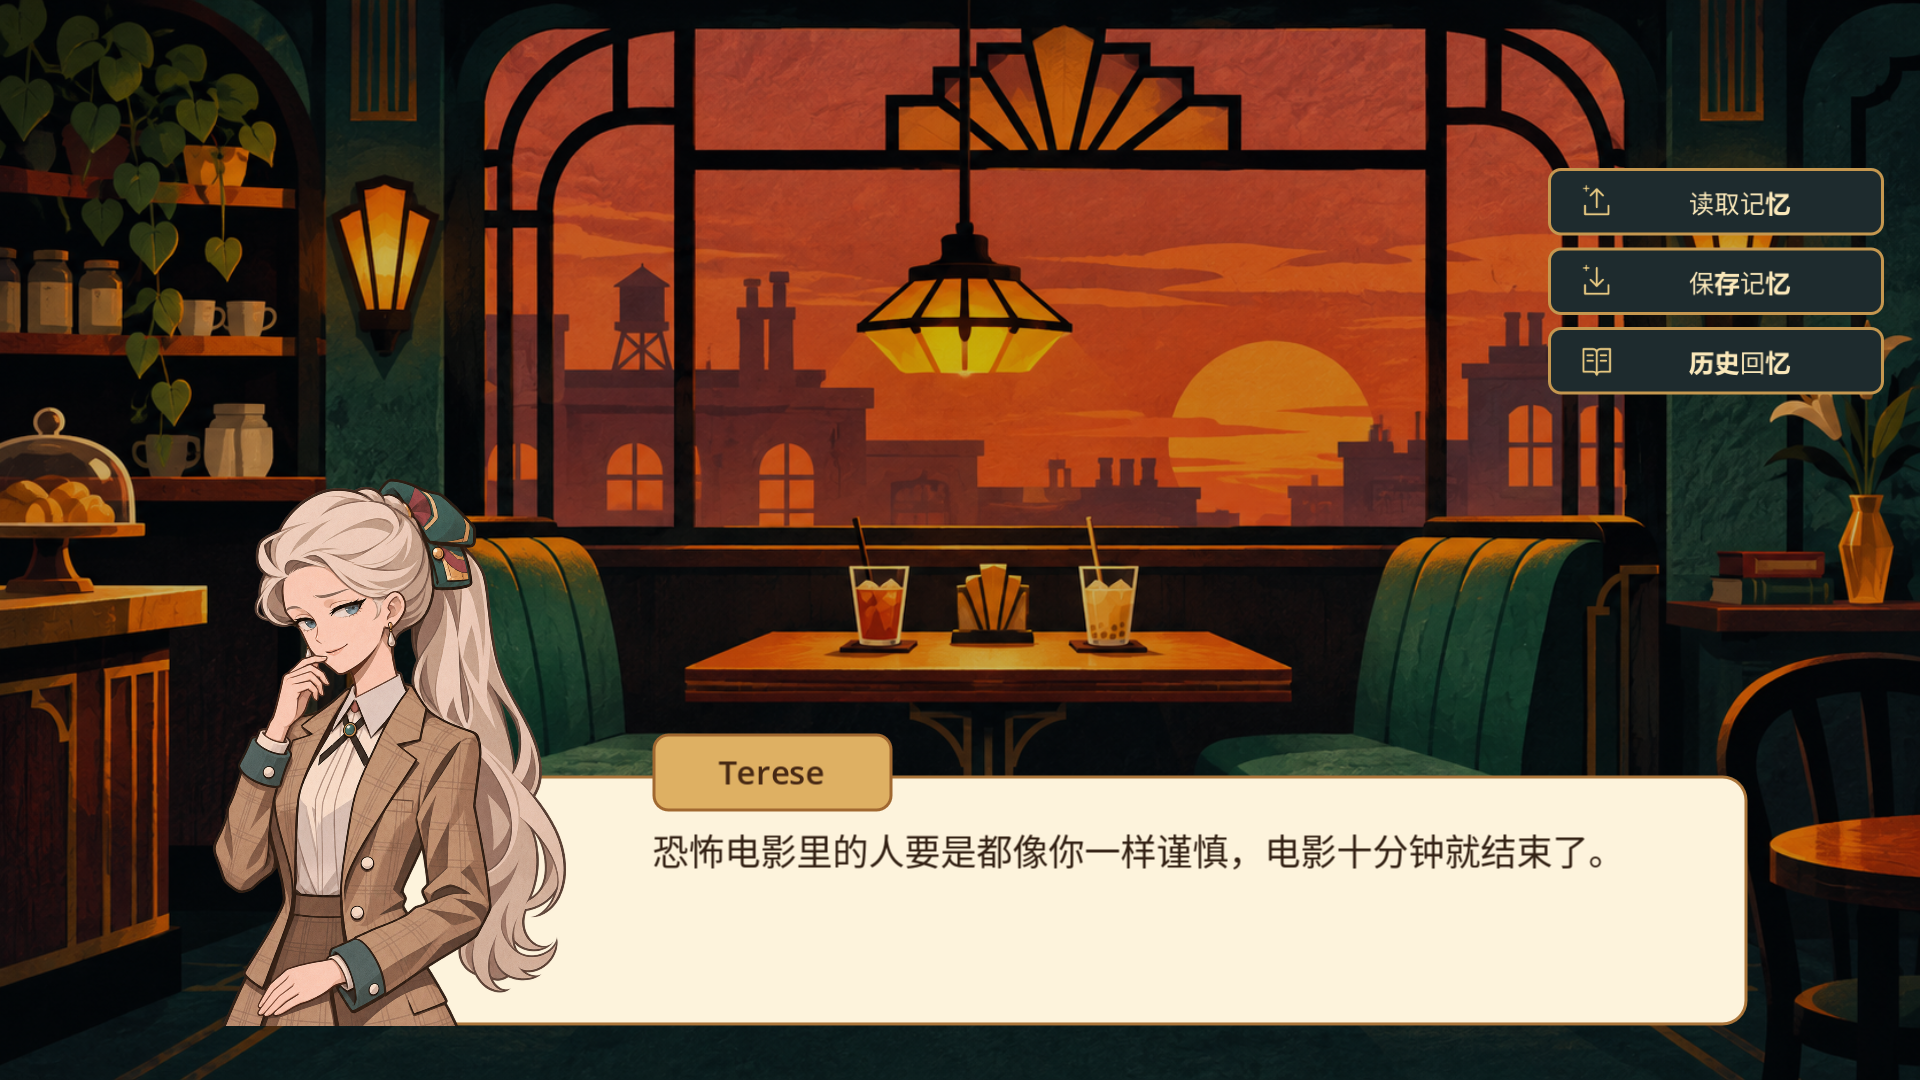 读取记忆
保存记忆
历史回忆
Terese
恐怖电影里的人要是都像你一样谨慎，电影十分钟就结束了。